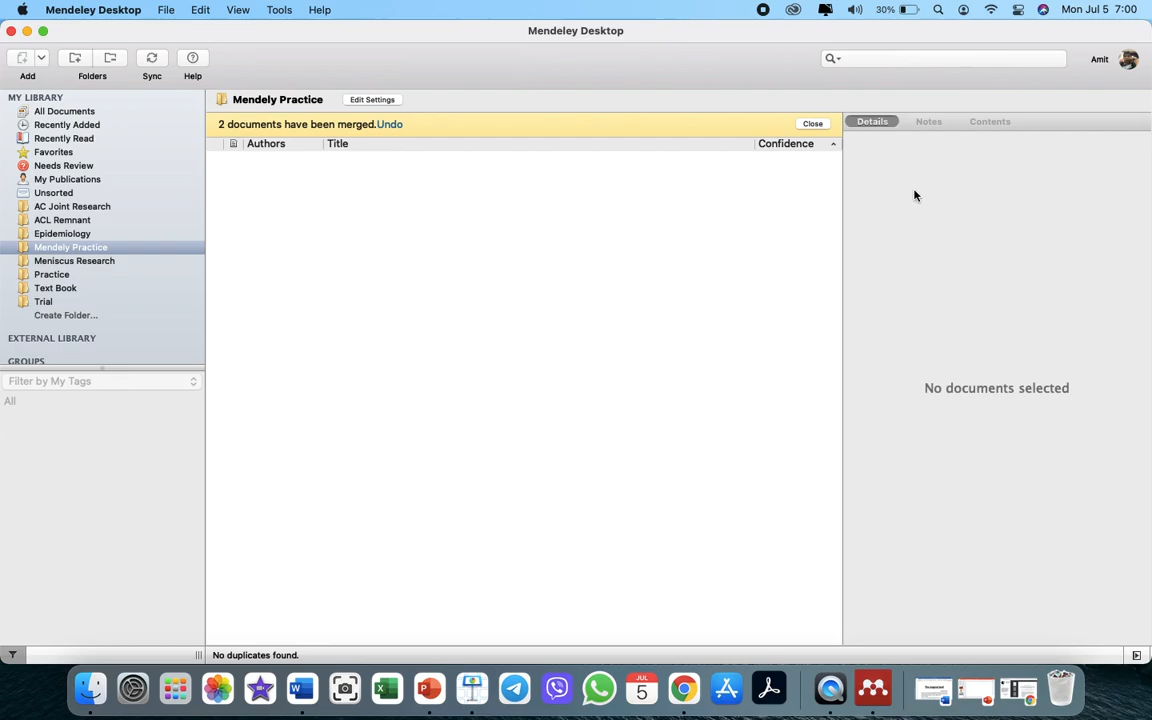 Mendeley Desktop File Edit View Tools Help 30% Mon Jul 5 7:00
Mendeley Desktop
Add Folders Sync Help Amit
MY LIBRARY
All Documents
Recently Added
Recently Read
Favorites
Needs Review
My Publications
Unsorted
AC Joint Research
ACL Remnant
Epidemiology
Mendely Practice
Meniscus Research
Practice
Text Book
Trial
Create Folder...
EXTERNAL LIBRARY
GROUPS
Filter by My Tags
All
Mendely Practice Edit Settings
2 documents have been merged.Undo Close
Authors Title Confidence
No duplicates found.
Details Notes Contents
No documents selected
JUL
5